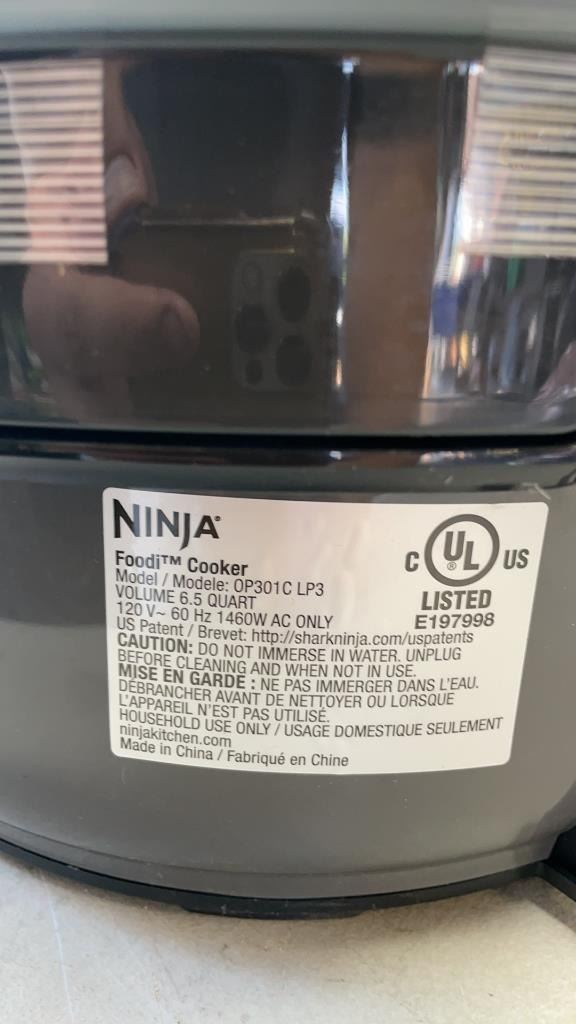 NINJA®
Foodi™ Cooker
Model / Modele: OP301C LP3
VOLUME 6.5 QUART
120 V~ 60 Hz 1460W AC ONLY
US Patent / Brevet: http://sharkninja.com/uspatents
C UL® US
LISTED
E197998
CAUTION: DO NOT IMMERSE IN WATER. UNPLUG
BEFORE CLEANING AND WHEN NOT IN USE.
MISE EN GARDE : NE PAS IMMERGER DANS L'EAU.
DÉBRANCHER AVANT DE NETTOYER OU LORSQUE
L'APPAREIL N'EST PAS UTILISÉ.
HOUSEHOLD USE ONLY / USAGE DOMESTIQUE SEULEMENT
ninjakitchen.com
Made in China / Fabriqué en Chine